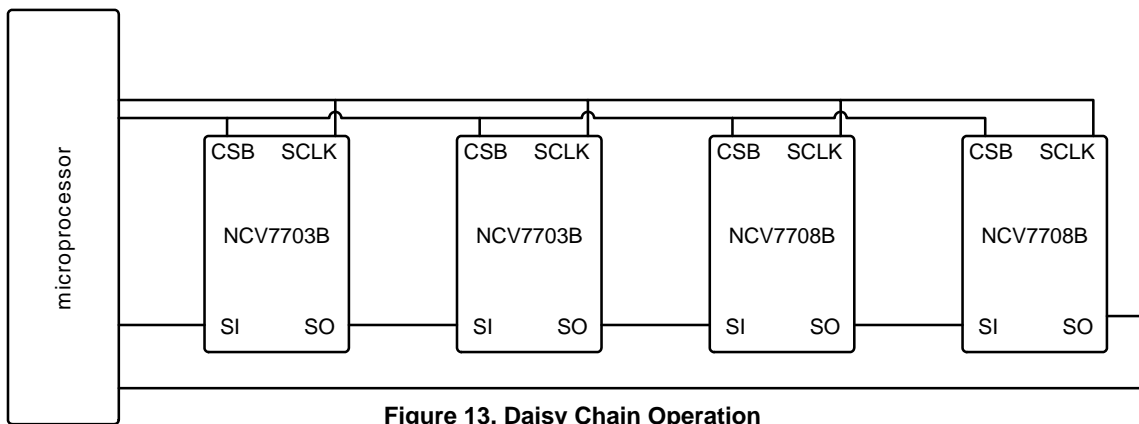 microprocessor
CSB SCLK
NCV7703B
SI SO
CSB SCLK
NCV7703B
SI SO
CSB SCLK
NCV7708B
SI SO
CSB SCLK
NCV7708B
SI SO
Figure 13. Daisy Chain Operation